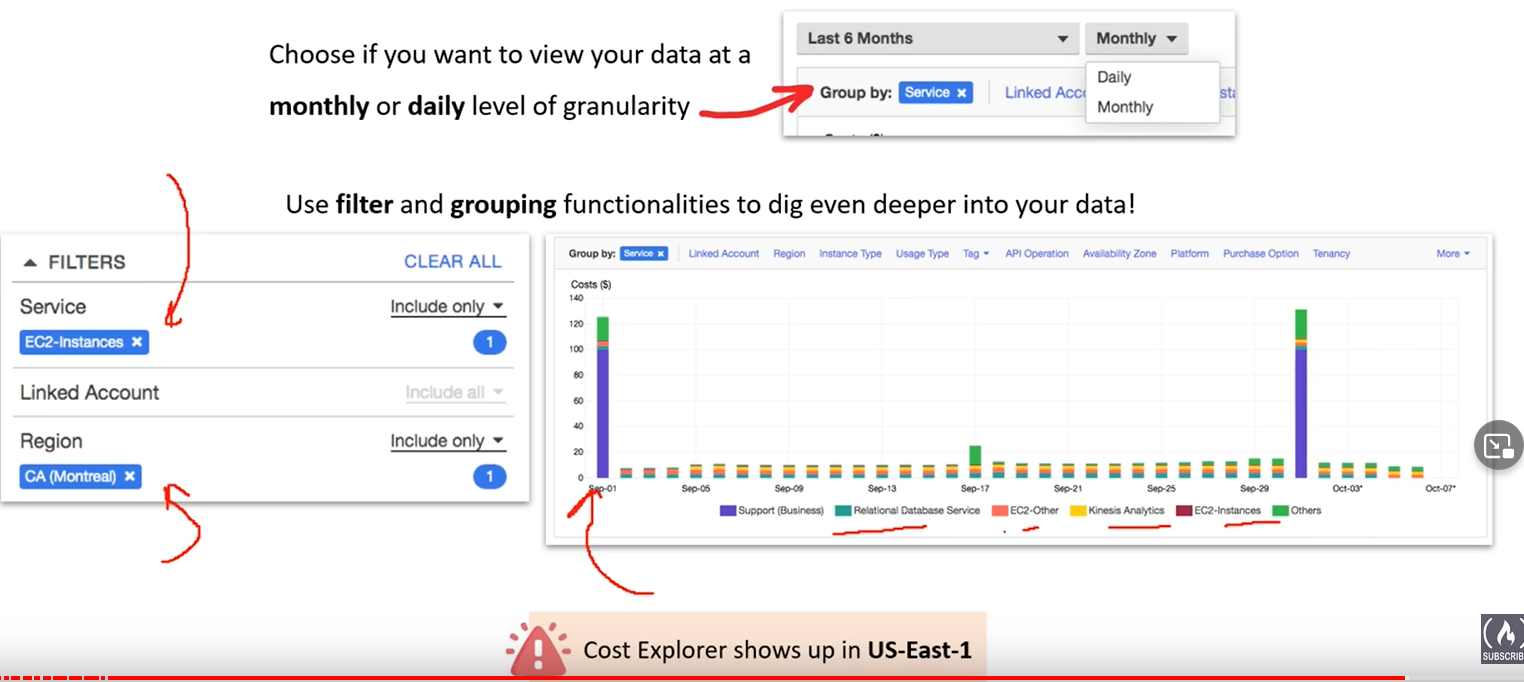 Choose if you want to view your data at a
monthly or daily level of granularity
Last 6 Months
Monthly
Daily
Monthly
Group by: Service ×
Linked
Use filter and grouping functionalities to dig even deeper into your data!
FILTERS
CLEAR ALL
Service
Include only
EC2-Instances ×
1
Linked Account
Include all
Region
Include only
CA (Montreal) ×
1
Group by: Service × Linked Account Region Instance Type Usage Type Tag API Operation Availability Zone Platform Purchase Option Tenancy More
Costs ($)
140
120
100
80
60
40
20
0
Sep-01 Sep-05 Sep-09 Sep-13 Sep-17 Sep-21 Sep-25 Sep-29 Oct-03* Oct-07*
Support (Business) Relational Database Service EC2-Other Kinesis Analytics EC2-Instances Others
Cost Explorer shows up in US-East-1